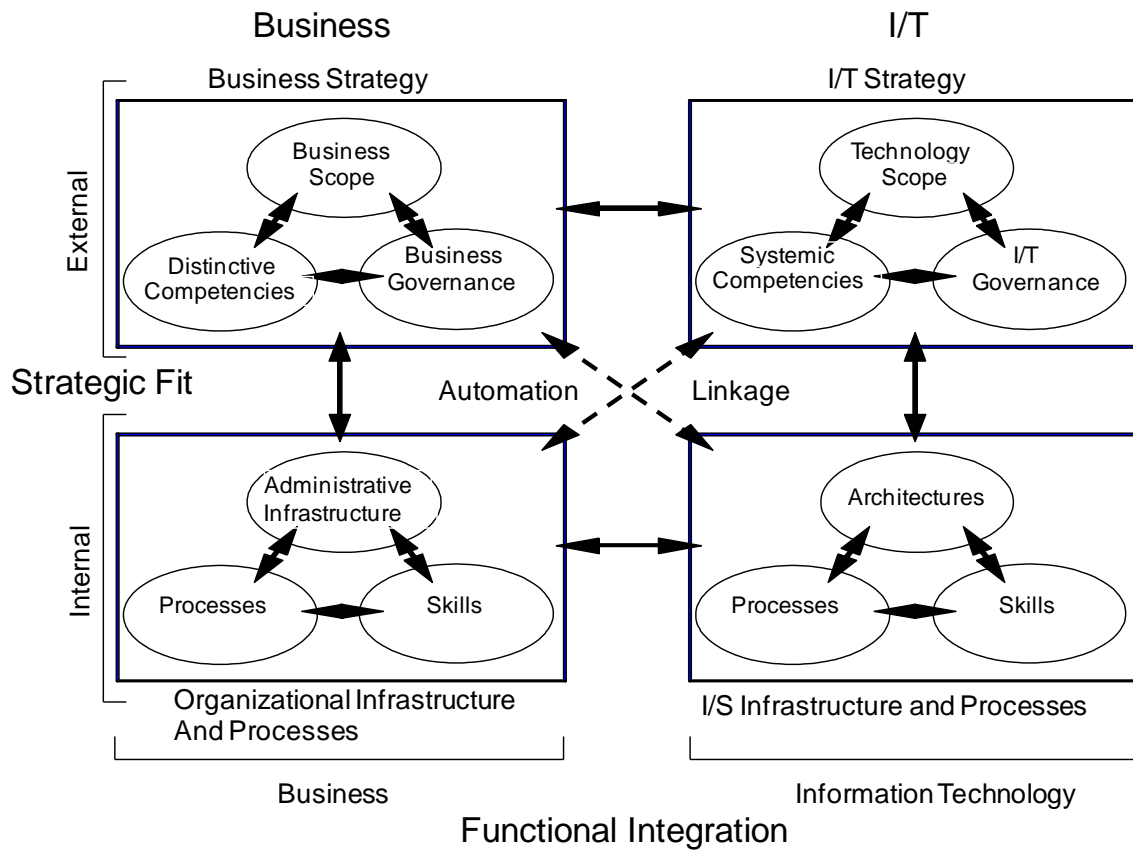 Business
I/T
Business Strategy
I/T Strategy
External
Business
Scope
Distinctive
Competencies
Business
Governance
Technology
Scope
Systemic
Competencies
I/T
Governance
Strategic Fit
Automation
Linkage
Internal
Administrative
Infrastructure
Processes
Skills
Architectures
Processes
Skills
Organizational Infrastructure
And Processes
I/S Infrastructure and Processes
Business
Information Technology
Functional Integration